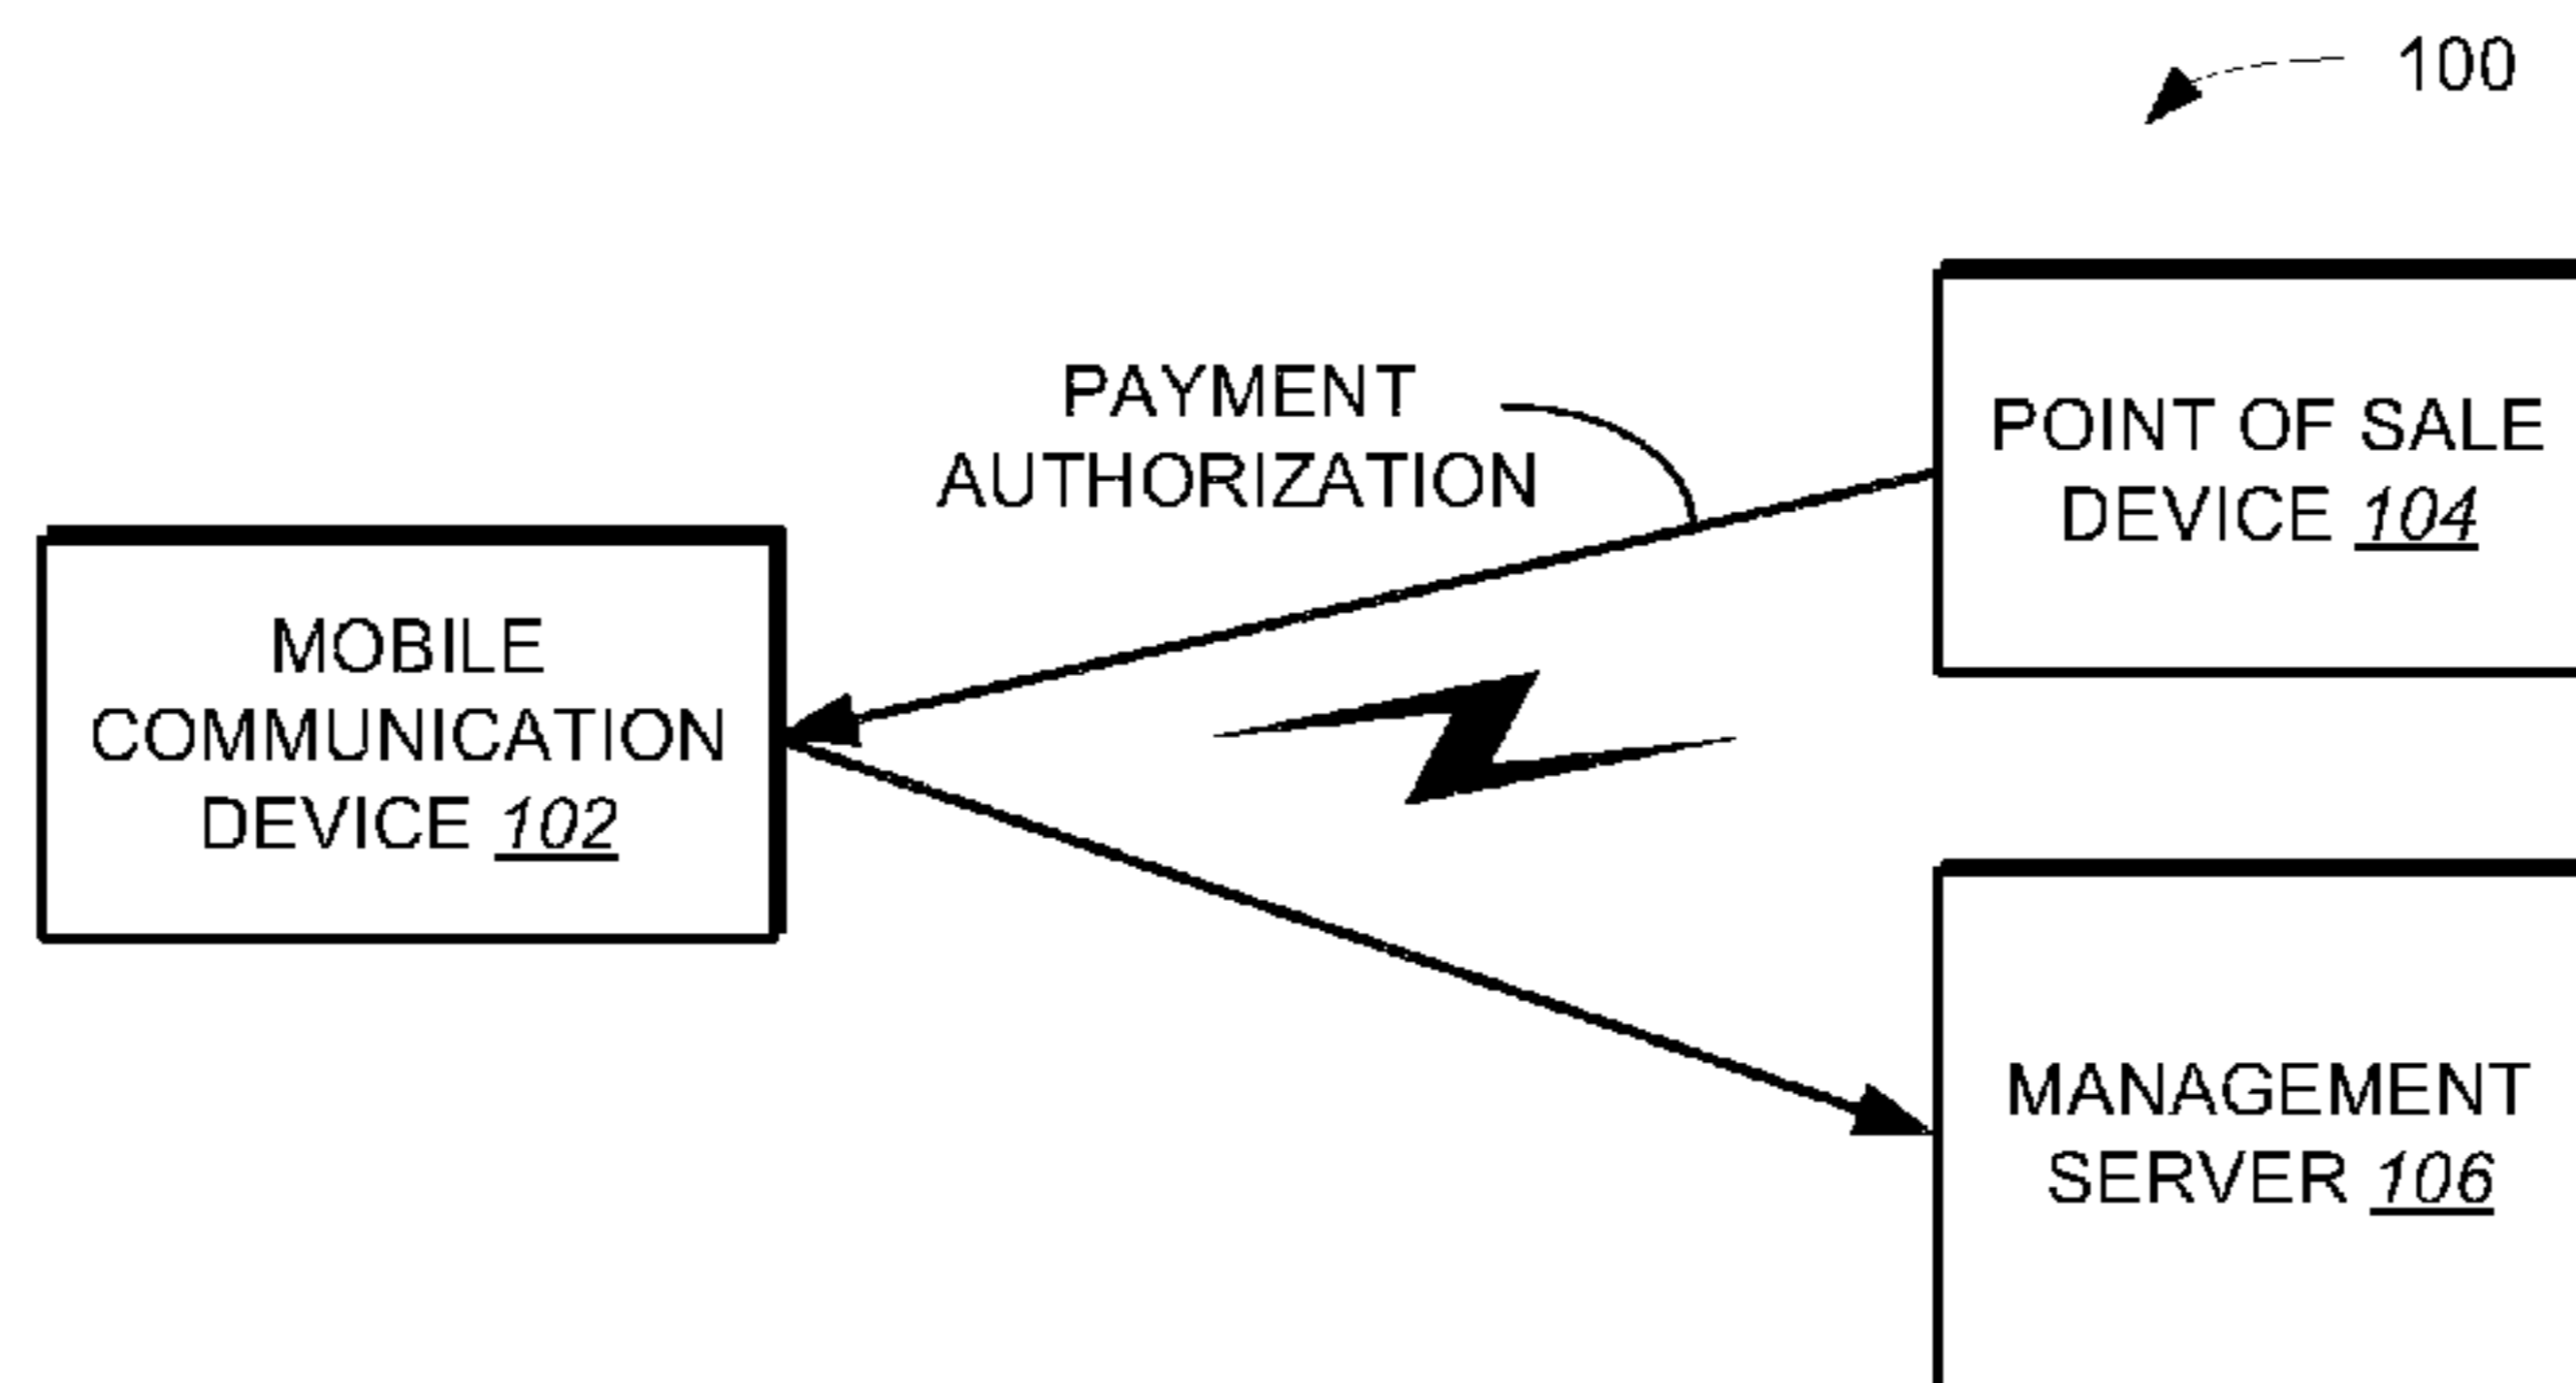 100
PAYMENT
AUTHORIZATION
POINT OF SALE
DEVICE 104
MOBILE
COMMUNICATION
DEVICE 102
MANAGEMENT
SERVER 106